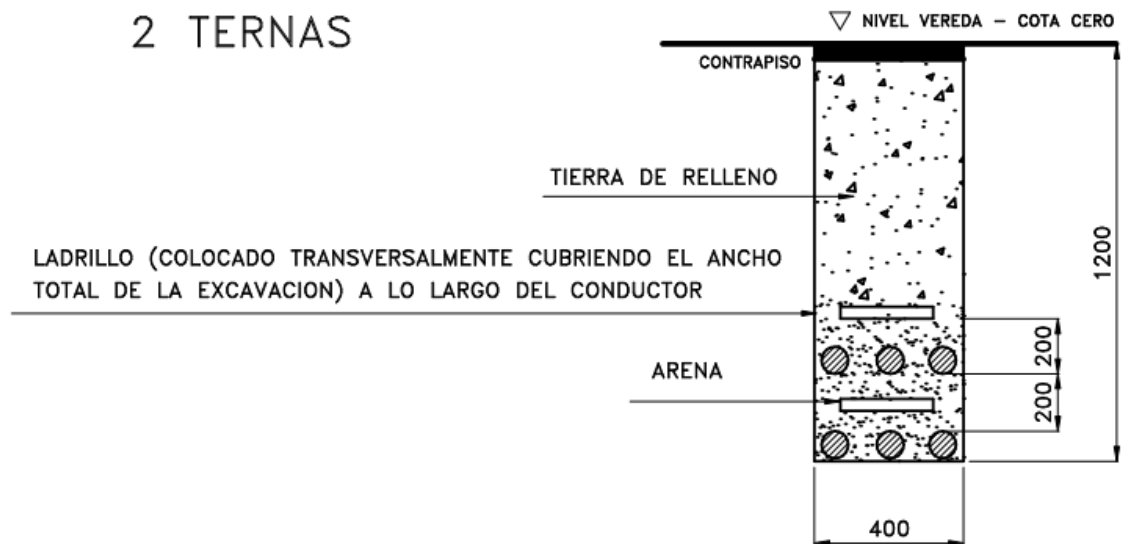 2 TERNAS
NIVEL VEREDA - COTA CERO
CONTRAPISO
TIERRA DE RELLENO
LADRILLO (COLOCADO TRANSVERSALMENTE CUBRIENDO EL ANCHO
TOTAL DE LA EXCAVACION) A LO LARGO DEL CONDUCTOR
1200
200
ARENA
200
400